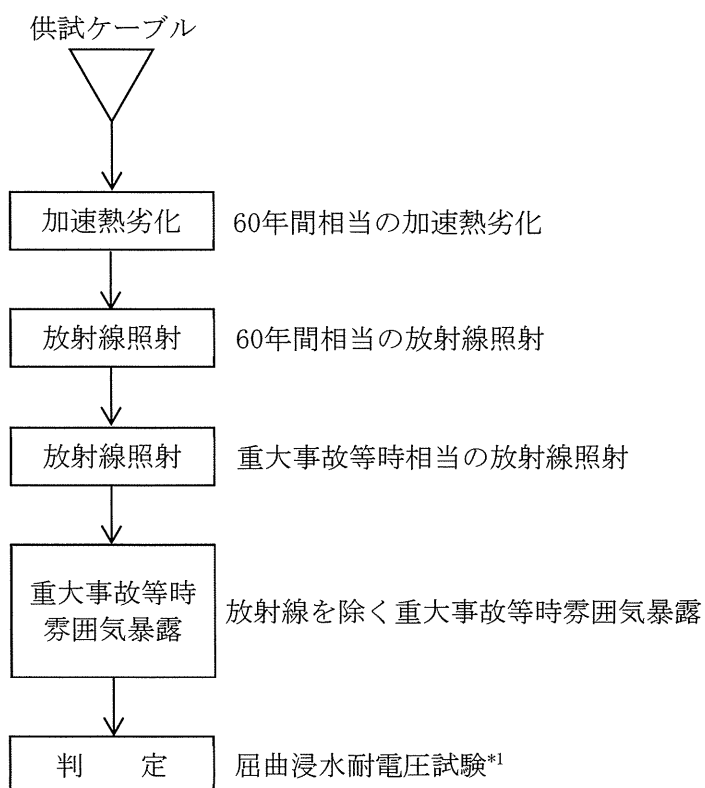 供試ケーブル
加速熱劣化 60年間相当の加速熱劣化
放射線照射 60年間相当の放射線照射
放射線照射 重大事故等時相当の放射線照射
重大事故等時
雰囲気暴露
放射線を除く重大事故等時雰囲気暴露
判 定 屈曲浸水耐電圧試験*1